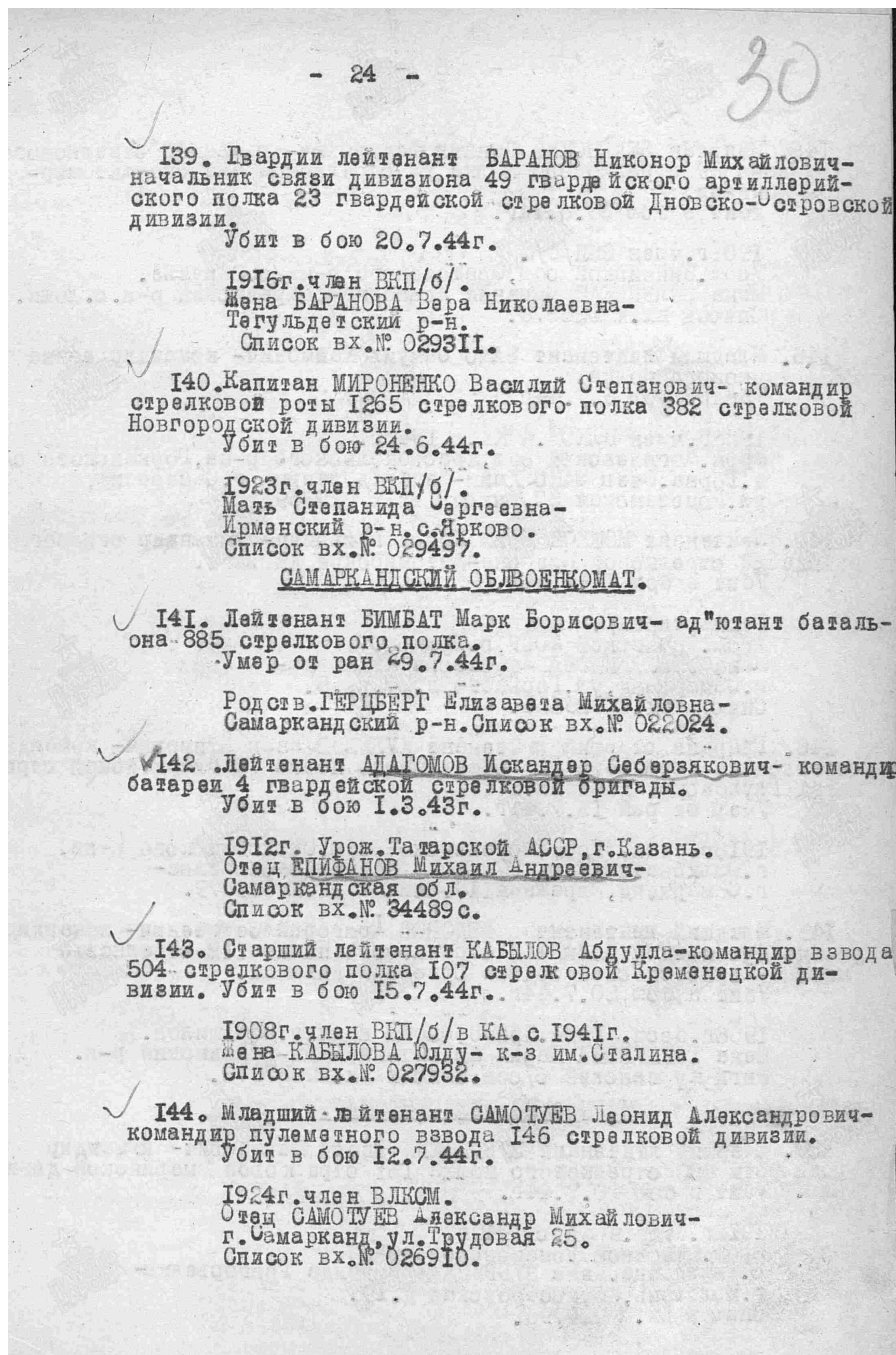 - 24 -
30
139. Гвардии лейтенант БАРАНОВ Никонор Михайлович-
начальник связи дивизиона 49 гвардейского артиллерий-
ского полка 23 гвардейской стрелковой Дновско-Островской
дивизии.
Убит в бою 20.7.44г.
1916г.член ВКП/б/.
Жена БАРАНОВА Вера Николаевна-
Тегульдетский р-н.
Список вх.№ 029311.
140.Капитан МИРОНЕНКО Василий Степанович- командир
стрелковой роты 1265 стрелкового полка 382 стрелковой
Новгородской дивизии.
Убит в бою 24.6.44г.
1923г.член ВКП/б/.
Мать Степанида Сергеевна-
Ирменский р-н.с.Ярково.
Список вх.№ 029497.
САМАРКАНДСКИЙ ОБЛВОЕНКОМАТ.
141. Лейтенант БИМБАТ Марк Борисович- ад"ютант баталь-
она 885 стрелкового полка.
Умер от ран 29.7.44г.
Родств.ГЕРЦБЕРГ Елизавета Михайловна-
Самаркандский р-н.Список вх.№ 022024.
142 .Лейтенант АДАГОМОВ Искандер Себерзякович- командир
батареи 4 гвардейской стрелковой бригады.
Убит в бою 1.3.43г.
1912г. Урож.Татарской АССР,г.Казань.
Отец ЕПИФАНОВ Михаил Андреевич-
Самаркандская обл.
Список вх.№ 34489с.
143. Старший лейтенант КАБЫЛОВ Абдулла-командир взвода
504 стрелкового полка 107 стрелковой Кременецкой ди-
визии. Убит в бою 15.7.44г.
1908г.член ВКП/б/в КА.с 1941г.
Жена КАБЫЛОВА Юлду- к-з им.Сталина.
Список вх.№ 027932.
144. Младший лейтенант САМОТУЕВ Леонид Александрович-
командир пулеметного взвода 146 стрелковой дивизии.
Убит в бою 12.7.44г.
1924г.член ВЛКСМ.
Отец САМОТУЕВ Александр Михайлович-
г.Самарканд,ул.Трудовая 25.
Список вх.№ 026910.